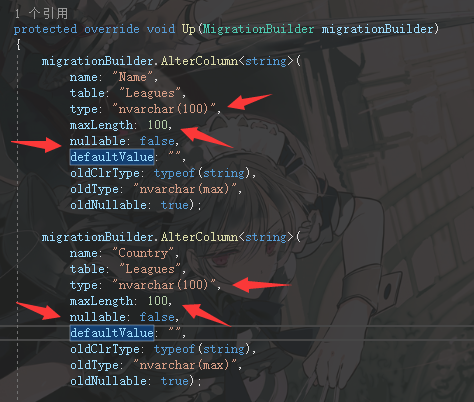 1 个引用
protected override void Up(MigrationBuilder migrationBuilder)
{
migrationBuilder.AlterColumn<string>(
name: "Name",
table: "Leagues",
type: "nvarchar(100)",
maxLength: 100,
nullable: false,
defaultValue: "",
oldClrType: typeof(string),
oldType: "nvarchar(max)",
oldNullable: true);
migrationBuilder.AlterColumn<string>(
name: "Country",
table: "Leagues",
type: "nvarchar(100)",
maxLength: 100,
nullable: false,
defaultValue: "",
oldClrType: typeof(string),
oldType: "nvarchar(max)",
oldNullable: true);